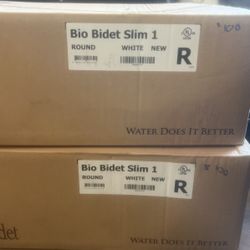 Bio Bidet Slim 1
ROUND WHITE NEW
R
WATER DOES IT BETTER
Bio Bidet Slim 1
ROUND WHITE NEW
R
WATER DOES IT BETTER
det